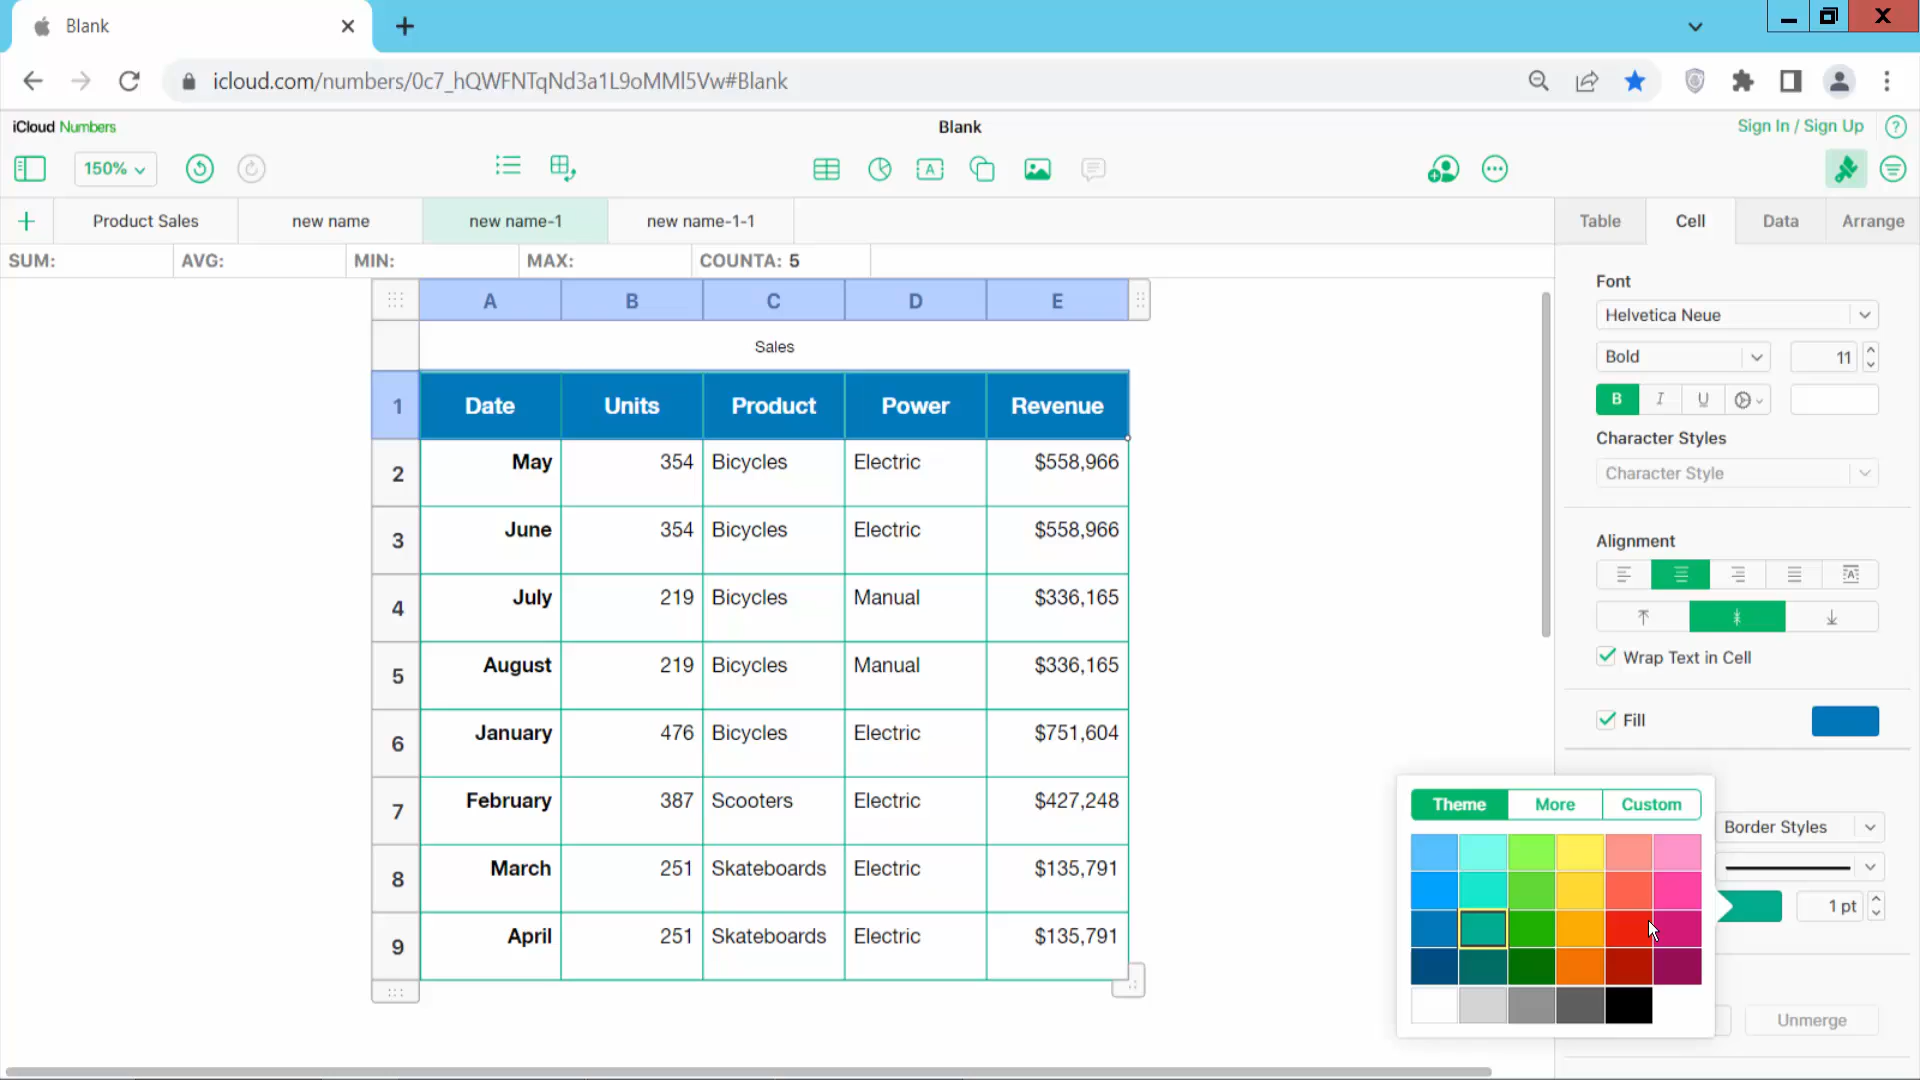 Blank
icloud.com/numbers/0c7_hQWFNTqNd3a1L9oMMl5Vw#Blank
iCloud Numbers
Blank
Sign In / Sign Up
?
150%
A
Product Sales
new name
new name-1
new name-1-1
Table
Cell
Data
Arrange
SUM:
AVG:
MIN:
MAX:
COUNTA: 5
A B C D E
Sales
1 Date Units Product Power Revenue
2 May 354 Bicycles Electric $558,966
3 June 354 Bicycles Electric $558,966
4 July 219 Bicycles Manual $336,165
5 August 219 Bicycles Manual $336,165
6 January 476 Bicycles Electric $751,604
7 February 387 Scooters Electric $427,248
8 March 251 Skateboards Electric $135,791
9 April 251 Skateboards Electric $135,791
Font
Helvetica Neue
Bold
11
B I U
Character Styles
Character Style
Alignment
A
Wrap Text in Cell
Fill
Theme More Custom
Border Styles
1 pt
Unmerge